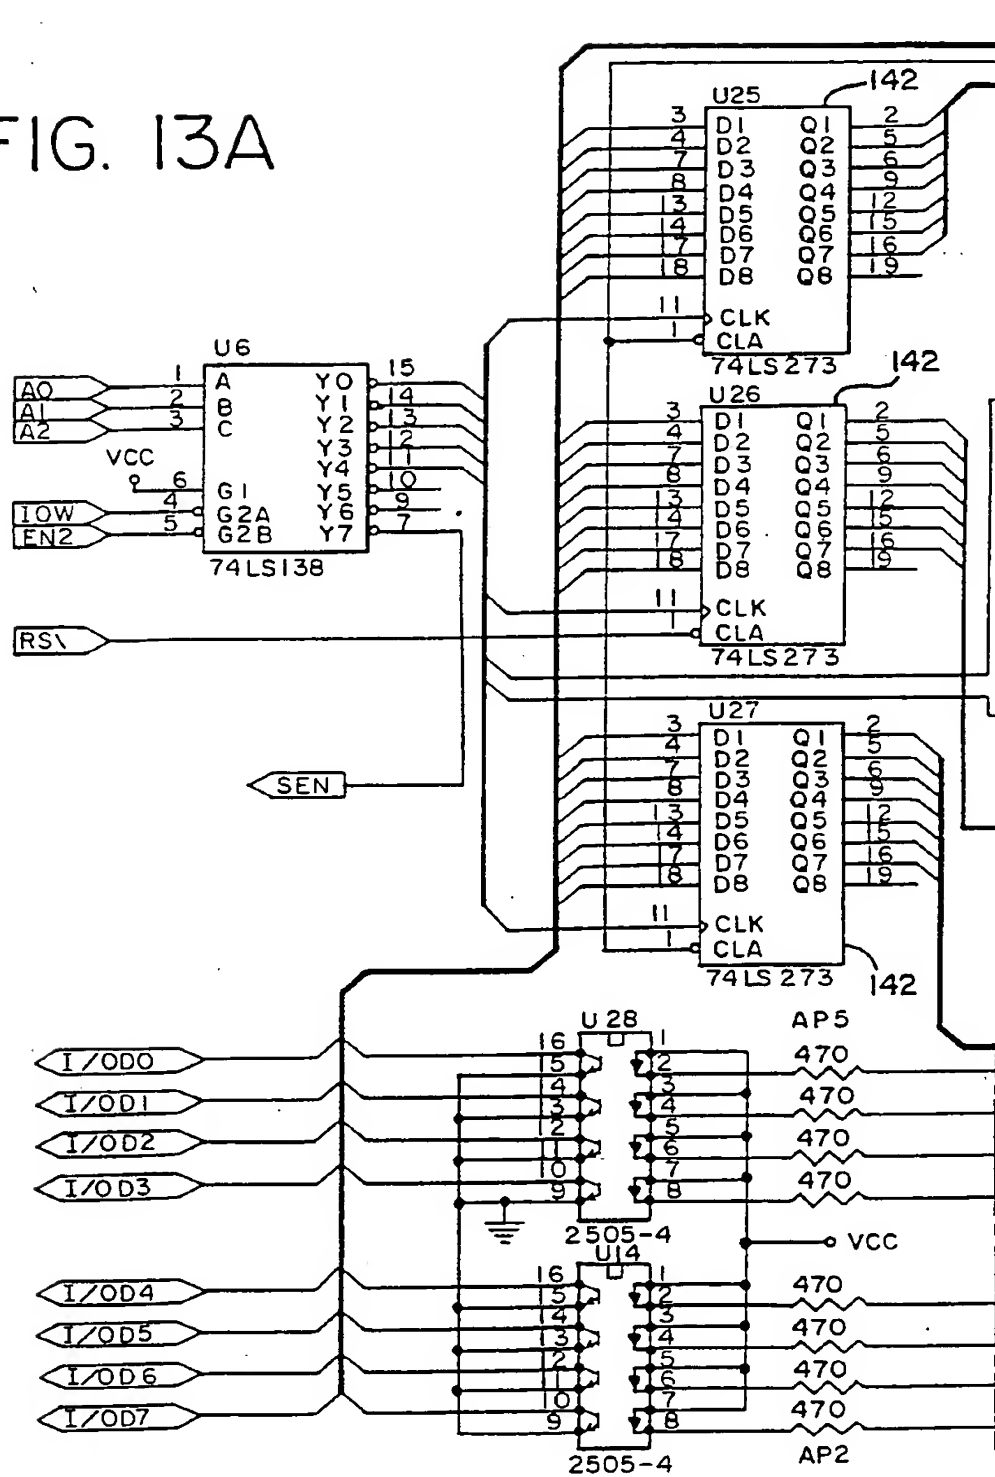 FIG. 13A
142
U25
3 D1 Q1 2
4 D2 Q2 5
7 D3 Q3 6
8 D4 Q4 9
13 D5 Q5 12
14 D6 Q6 15
17 D7 Q7 16
18 D8 Q8 19
11 CLK
1 CLA
74LS273
U6
1 A Y0 15
2 B Y1 14
3 C Y2 13
Y3 12
Y4 11
6 G1 Y5 10
4 G2A Y6 9
5 G2B Y7 7
74LS138
A0
A1
A2
VCC
IOW
EN2
RS\
SEN
142
U26
3 D1 Q1 2
4 D2 Q2 5
7 D3 Q3 6
8 D4 Q4 9
13 D5 Q5 12
14 D6 Q6 15
17 D7 Q7 16
18 D8 Q8 19
11 CLK
1 CLA
74LS273
U27
3 D1 Q1 2
4 D2 Q2 5
7 D3 Q3 6
8 D4 Q4 9
13 D5 Q5 12
14 D6 Q6 15
17 D7 Q7 16
18 D8 Q8 19
11 CLK
1 CLA
74LS273
142
U28
AP5
I/OD0
I/OD1
I/OD2
I/OD3
16 1
15 2
14 3
13 4
12 5
11 6
10 7
9 8
470
470
470
470
2505-4
VCC
U14
I/OD4
I/OD5
I/OD6
I/OD7
16 1
15 2
14 3
13 4
12 5
11 6
10 7
9 8
470
470
470
470
2505-4
AP2